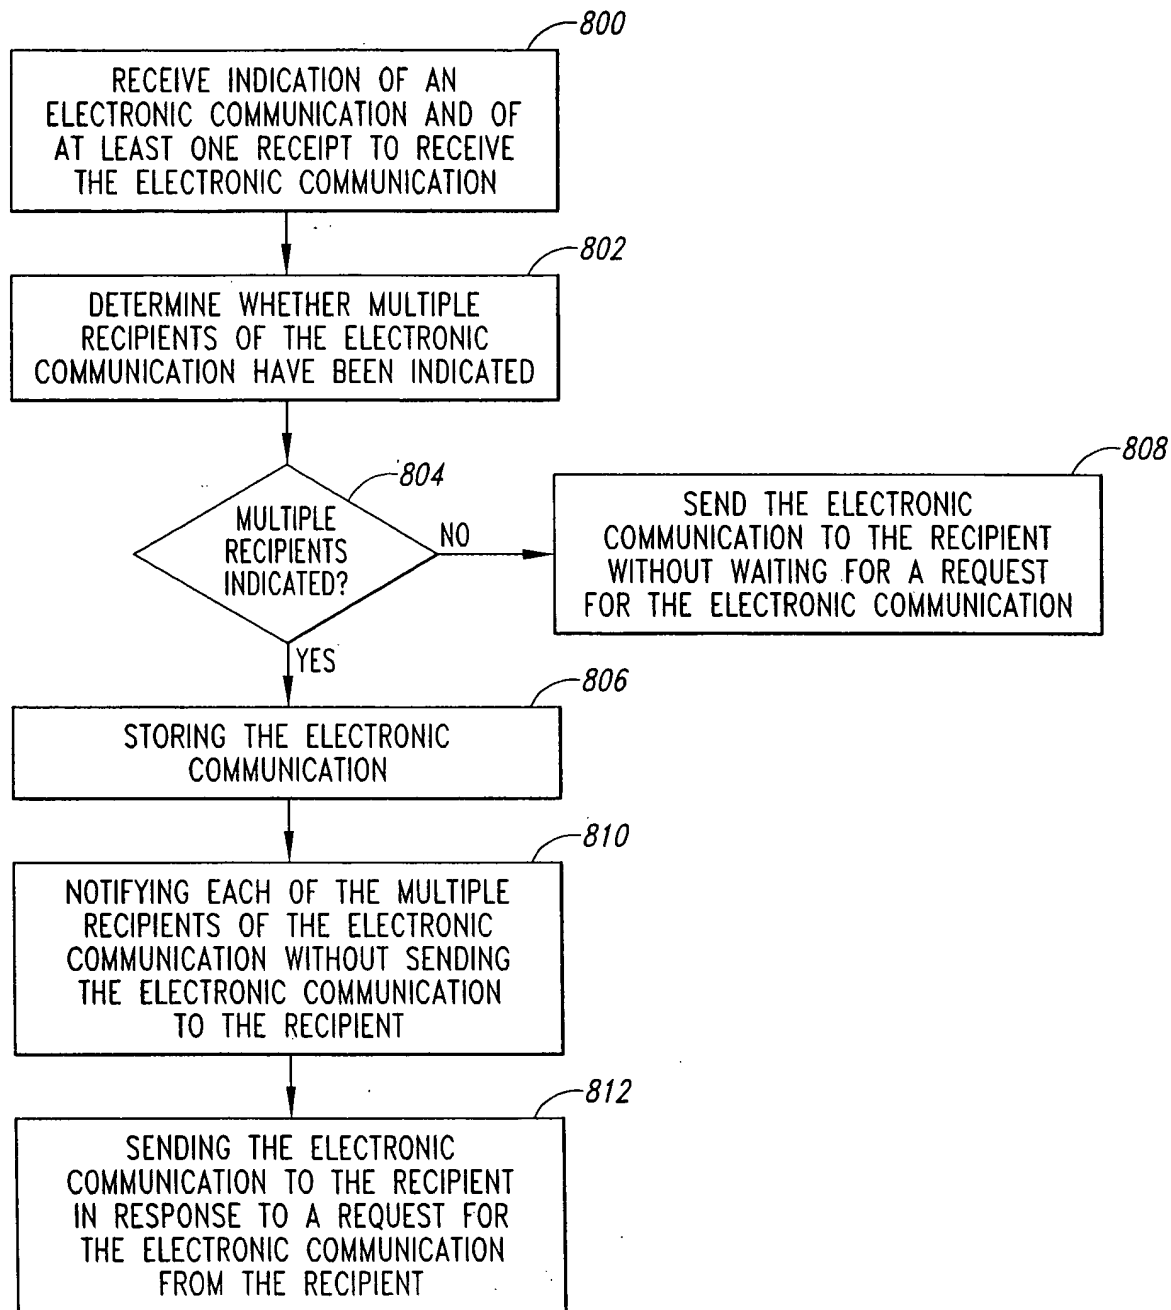 800
RECEIVE INDICATION OF AN
ELECTRONIC COMMUNICATION AND OF
AT LEAST ONE RECEIPT TO RECEIVE
THE ELECTRONIC COMMUNICATION
802
DETERMINE WHETHER MULTIPLE
RECIPIENTS OF THE ELECTRONIC
COMMUNICATION HAVE BEEN INDICATED
804
MULTIPLE
RECIPIENTS
INDICATED?
NO
808
SEND THE ELECTRONIC
COMMUNICATION TO THE RECIPIENT
WITHOUT WAITING FOR A REQUEST
FOR THE ELECTRONIC COMMUNICATION
YES
806
STORING THE ELECTRONIC
COMMUNICATION
810
NOTIFYING EACH OF THE MULTIPLE
RECIPIENTS OF THE ELECTRONIC
COMMUNICATION WITHOUT SENDING
THE ELECTRONIC COMMUNICATION
TO THE RECIPIENT
812
SENDING THE ELECTRONIC
COMMUNICATION TO THE RECIPIENT
IN RESPONSE TO A REQUEST FOR
THE ELECTRONIC COMMUNICATION
FROM THE RECIPIENT